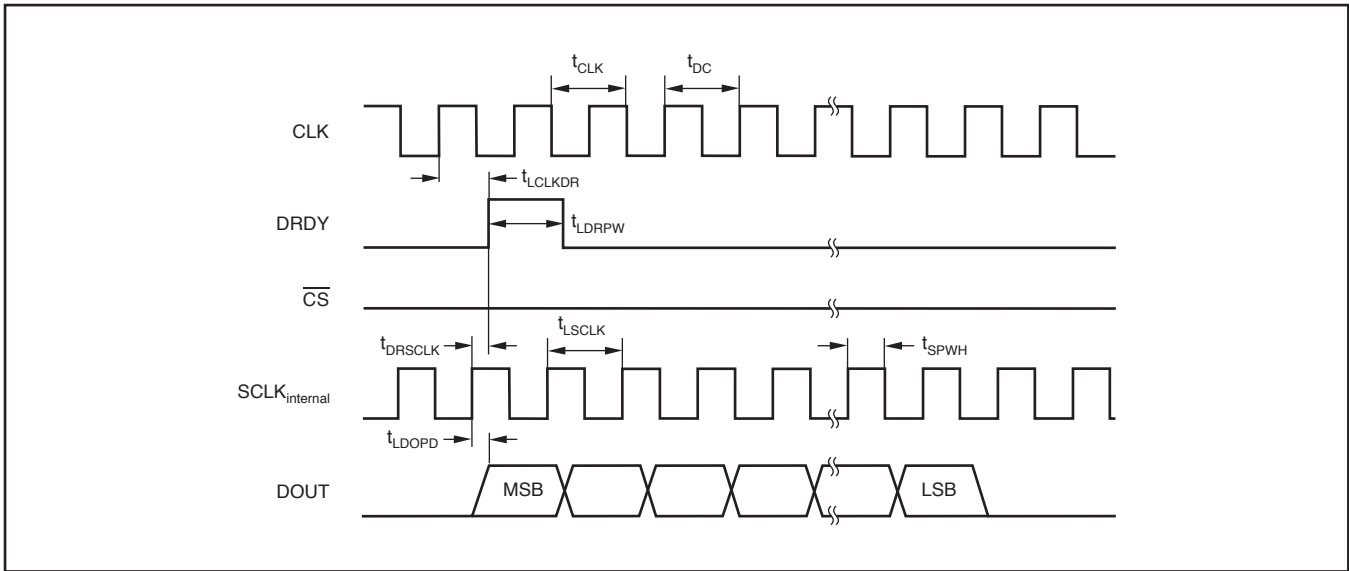 tCLK
tDC
CLK
tLCLKDR
DRDY
tLDRPW
CS
tLSCLK
tDRSCLK
tSPWH
SCLKinternal
tLDOPD
DOUT
MSB
LSB